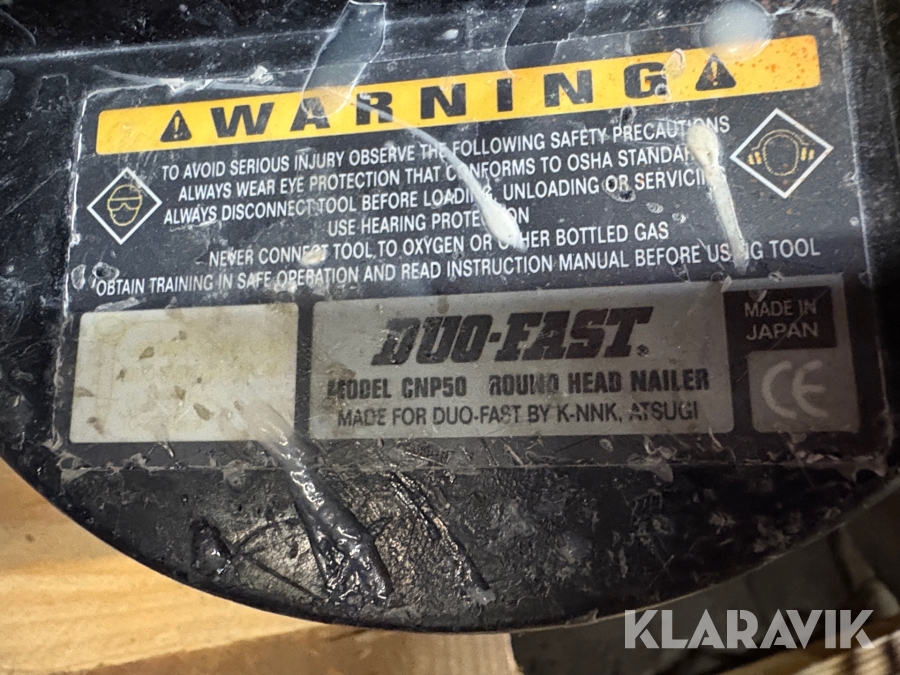 WARNING
TO AVOID SERIOUS INJURY OBSERVE THE FOLLOWING SAFETY PRECAUTIONS
ALWAYS WEAR EYE PROTECTION THAT CONFORMS TO OSHA STANDAR
ALWAYS DISCONNECT TOOL BEFORE LOADING, UNLOADING OR SERVICIN
USE HEARING PROTECTION
NEVER CONNECT TOOL TO OXYGEN OR OTHER BOTTLED GAS
OBTAIN TRAINING IN SAFE OPERATION AND READ INSTRUCTION MANUAL BEFORE USING TOOL
DUO-FAST®
MODEL CNP50 ROUND HEAD NAILER
MADE FOR DUO-FAST BY K-NNK, ATSUGI
MADE IN
JAPAN
CE
KLARAVIK